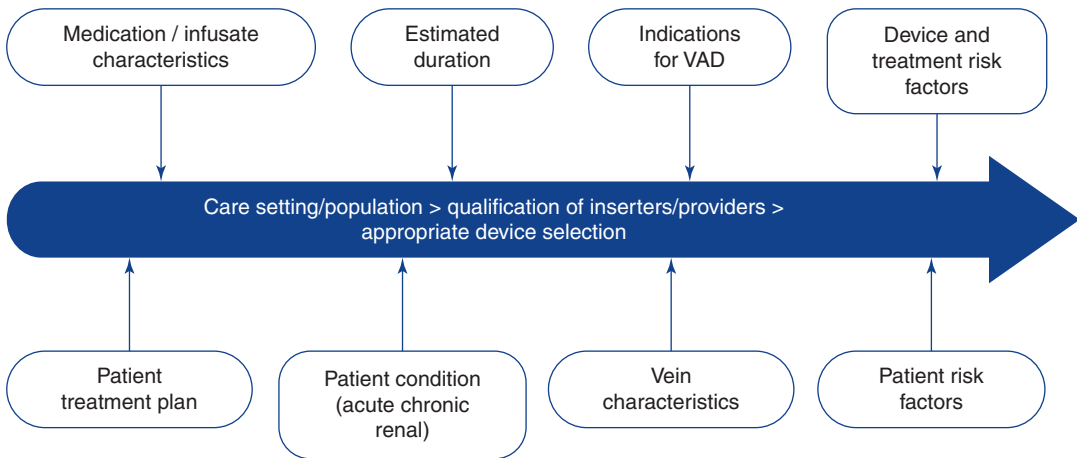 Medication / infusate
characteristics
Estimated
duration
Indications
for VAD
Device and
treatment risk
factors
Care setting/population > qualification of inserters/providers >
appropriate device selection
Patient
treatment plan
Patient condition
(acute chronic
renal)
Vein
characteristics
Patient risk
factors